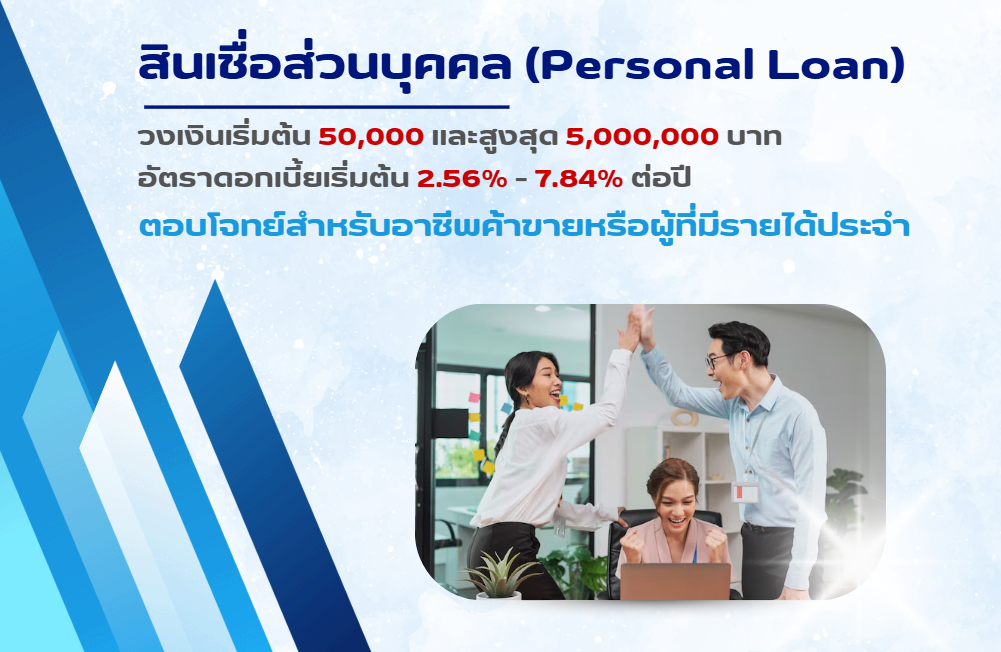 สินเชื่อส่วนบุคคล (Personal Loan)
วงเงินเริ่มต้น 50,000 และสูงสุด 5,000,000 บาท
อัตราดอกเบี้ยเริ่มต้น 2.56% - 7.84% ต่อปี
ตอบโจทย์สำหรับอาชีพค้าขายหรือผู้ที่มีรายได้ประจำ